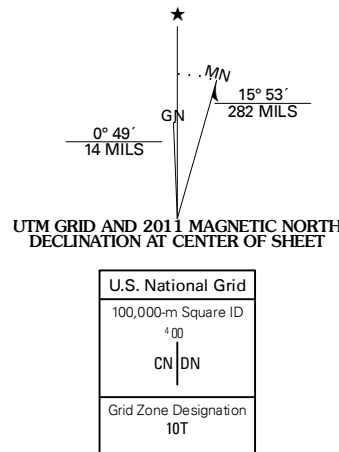 ★
MN
GN
15° 53´
282 MILS
0° 49´
14 MILS
UTM GRID AND 2011 MAGNETIC NORTH
DECLINATION AT CENTER OF SHEET
U.S. National Grid
100,000-m Square ID
⁴00
CN DN
Grid Zone Designation
10T